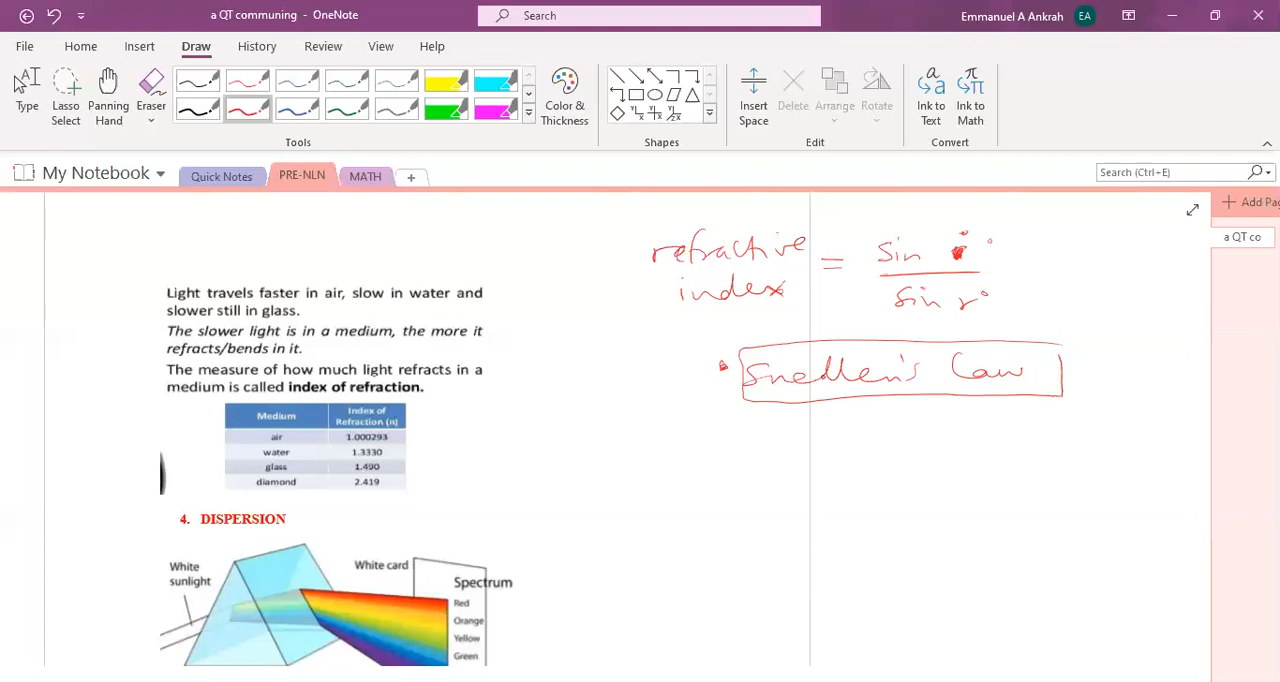 a QT communing - OneNote
Search
Emmanuel A Ankrah
EA
File
Home
Insert
Draw
History
Review
View
Help
Type
Lasso
Select
Panning
Hand
Eraser
Color &
Thickness
Insert
Space
Delete
Arrange
Rotate
Ink to
Text
Ink to
Math
Tools
Shapes
Edit
Convert
My Notebook
Quick Notes
PRE-NLN
MATH
Search (Ctrl+E)
Add Pag
a QT co
refractive
index
=
sin i°
sin r°
Snellen's Law
Light travels faster in air, slow in water and
slower still in glass.
The slower light is in a medium, the more it
refracts/bends in it.
The measure of how much light refracts in a
medium is called index of refraction.
Medium Index of
Refraction (n)
air 1.000293
water 1.3330
glass 1.490
diamond 2.419
4. DISPERSION
White
sunlight
White card
Spectrum
Red
Orange
Yellow
Green